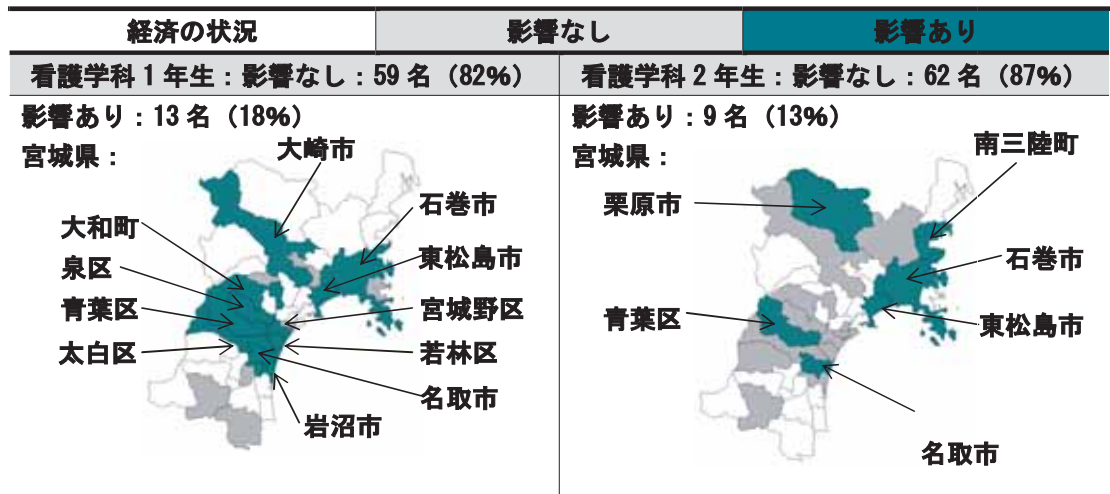 経済の状況 影響なし 影響あり
看護学科 1 年生：影響なし：59 名（82%）
影響あり：13 名（18%）
宮城県：
大崎市
石巻市
大和町
東松島市
泉区
青葉区
宮城野区
太白区
若林区
名取市
岩沼市
看護学科 2 年生：影響なし：62 名（87%）
影響あり：9 名（13%）
宮城県：
南三陸町
栗原市
石巻市
青葉区
東松島市
名取市